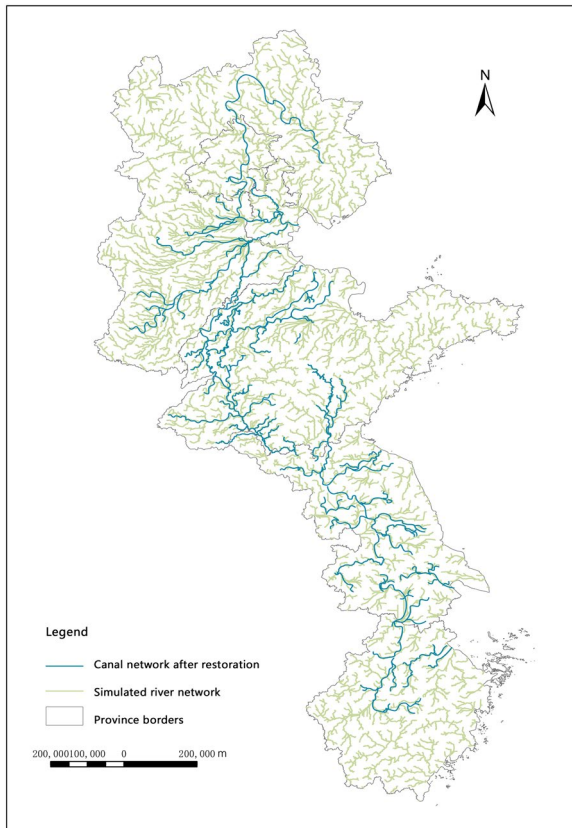 N
Legend
Canal network after restoration
Simulated river network
Province borders
200,000100,000 0 200,000 m